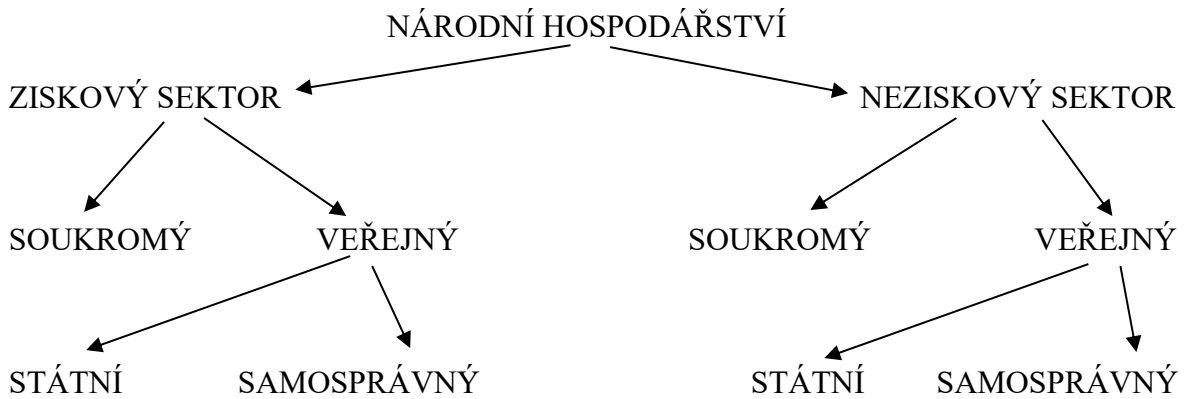 NÁRODNÍ HOSPODÁŘSTVÍ
ZISKOVÝ SEKTOR NEZISKOVÝ SEKTOR
SOUKROMÝ VEŘEJNÝ SOUKROMÝ VEŘEJNÝ
STÁTNÍ SAMOSPRÁVNÝ STÁTNÍ SAMOSPRÁVNÝ